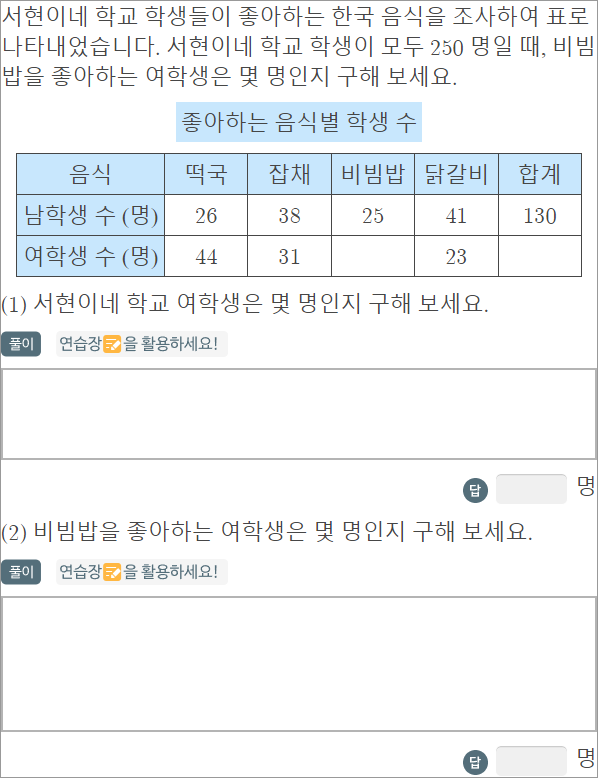 서현이네 학교 학생들이 좋아하는 한국 음식을 조사하여 표로
나타내었습니다. 서현이네 학교 학생이 모두 250 명일 때, 비빔
밥을 좋아하는 여학생은 몇 명인지 구해 보세요.
좋아하는 음식별 학생 수
음식 떡국 잡채 비빔밥 닭갈비 합계
남학생 수 (명) 26 38 25 41 130
여학생 수 (명) 44 31 23
(1) 서현이네 학교 여학생은 몇 명인지 구해 보세요.
풀이 연습장을 활용하세요!
답 명
(2) 비빔밥을 좋아하는 여학생은 몇 명인지 구해 보세요.
풀이 연습장을 활용하세요!
답 명